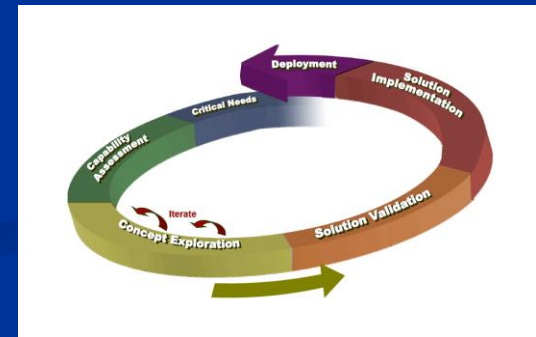 Deployment
Solution
Implementation
Critical Needs
Capability
Assessment
Iterate
Concept Exploration
Solution Validation